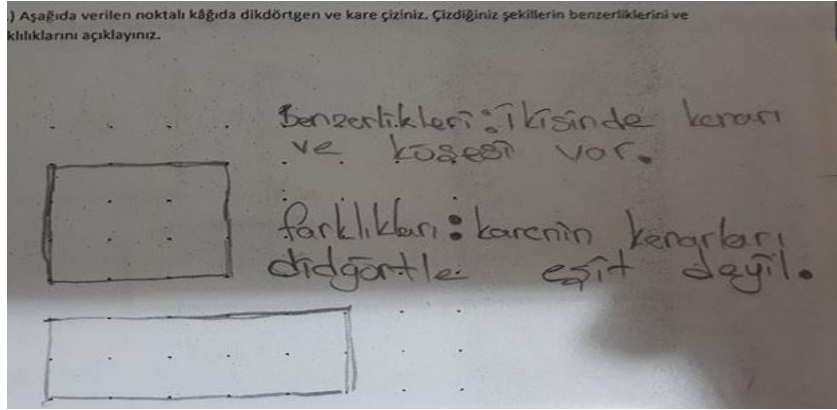 .) Aşağıda verilen noktalı kâğıda dikdörtgen ve kare çiziniz. Çizdiğiniz şekillerin benzerliklerini ve
klılıklarını açıklayınız.
Benzerlikleri: İkisinde kenarı
ve köşesi var.
farklıkları: karenin kenarları
didgörtle eşit deyil.